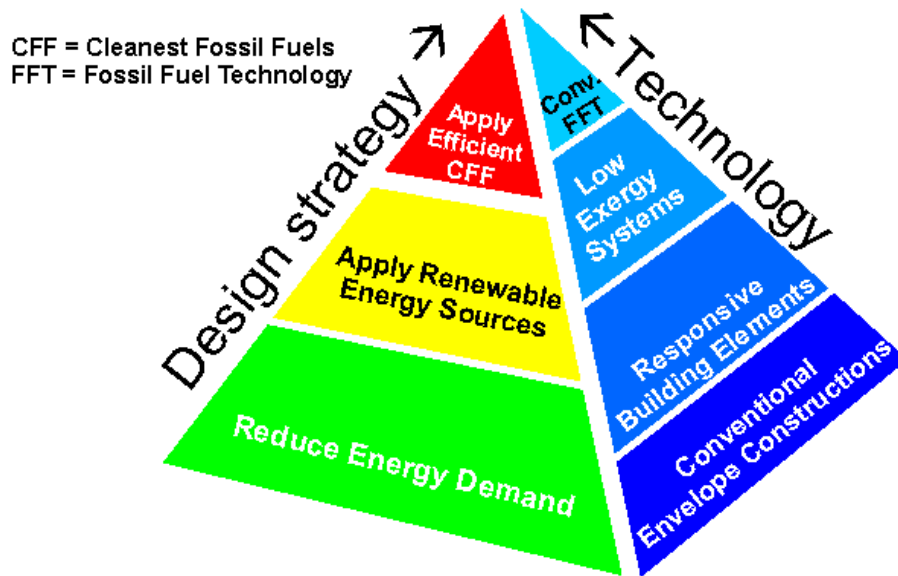 CFF = Cleanest Fossil Fuels
FFT = Fossil Fuel Technology
Design strategy
Technology
Apply
Efficient
CFF
Apply Renewable
Energy Sources
Reduce Energy Demand
Conv.
FFT
Low
Exergy
Systems
Responsive
Building Elements
Conventional
Envelope Constructions